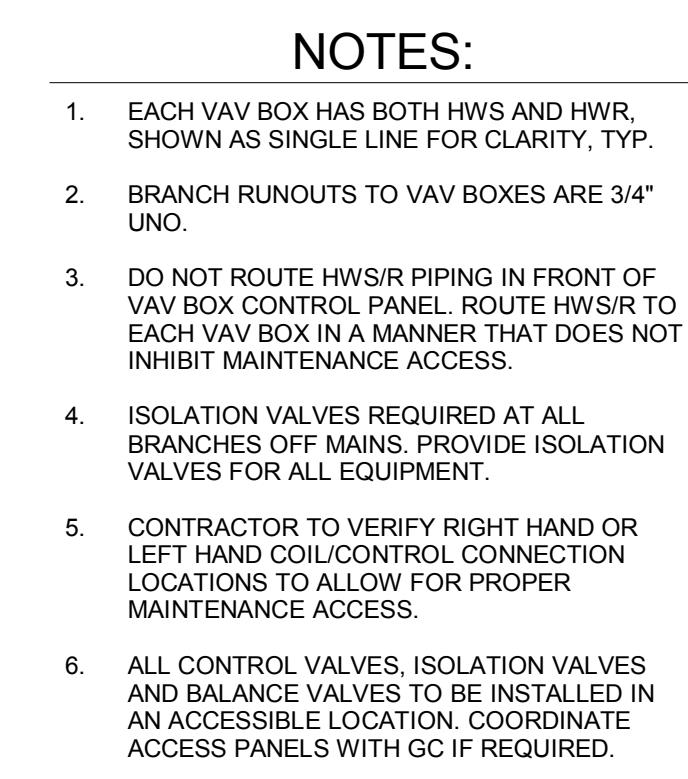 NOTES:
1. EACH VAV BOX HAS BOTH HWS AND HWR,
SHOWN AS SINGLE LINE FOR CLARITY, TYP.
2. BRANCH RUNOUTS TO VAV BOXES ARE 3/4"
UNO.
3. DO NOT ROUTE HWS/R PIPING IN FRONT OF
VAV BOX CONTROL PANEL. ROUTE HWS/R TO
EACH VAV BOX IN A MANNER THAT DOES NOT
INHIBIT MAINTENANCE ACCESS.
4. ISOLATION VALVES REQUIRED AT ALL
BRANCHES OFF MAINS. PROVIDE ISOLATION
VALVES FOR ALL EQUIPMENT.
5. CONTRACTOR TO VERIFY RIGHT HAND OR
LEFT HAND COIL/CONTROL CONNECTION
LOCATIONS TO ALLOW FOR PROPER
MAINTENANCE ACCESS.
6. ALL CONTROL VALVES, ISOLATION VALVES
AND BALANCE VALVES TO BE INSTALLED IN
AN ACCESSIBLE LOCATION. COORDINATE
ACCESS PANELS WITH GC IF REQUIRED.